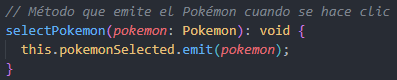 // Método que emite el Pokémon cuando se hace clic
selectPokemon(pokemon: Pokemon): void {
  this.pokemonSelected.emit(pokemon);
}